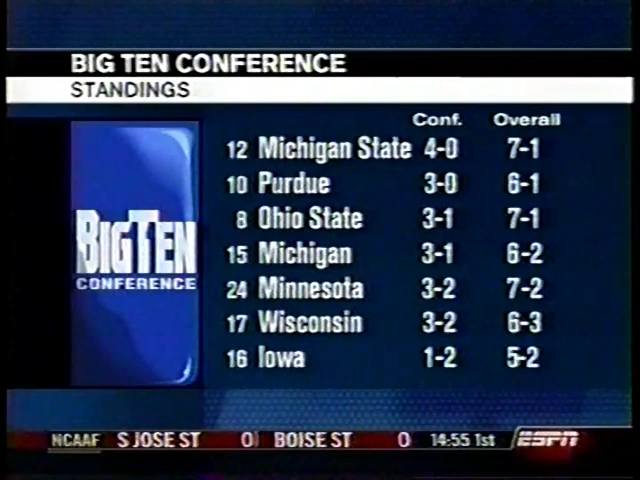 BIG TEN CONFERENCE
STANDINGS
Conf. Overall
12 Michigan State 4-0 7-1
10 Purdue 3-0 6-1
8 Ohio State 3-1 7-1
15 Michigan 3-1 6-2
24 Minnesota 3-2 7-2
17 Wisconsin 3-2 6-3
16 Iowa 1-2 5-2
BIGTEN
CONFERENCE
NCAAF S JOSE ST 0 BOISE ST 0 14:55 1st ESPN